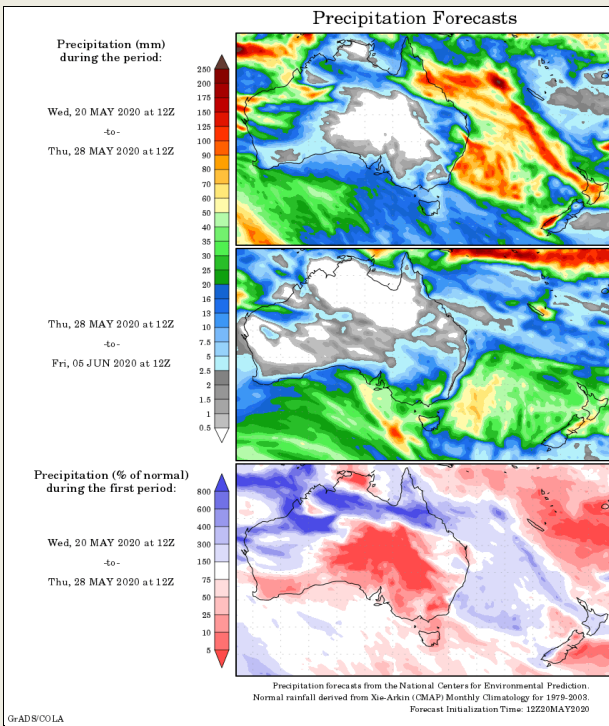 Precipitation Forecasts
Precipitation (mm)
during the period:
Wed, 20 MAY 2020 at 12Z
-to-
Thu, 28 MAY 2020 at 12Z
250
200
175
150
125
100
90
80
70
60
50
40
35
30
25
20
16
13
10
7.5
5
2.5
2
1.5
1
0.5
Thu, 28 MAY 2020 at 12Z
-to-
Fri, 05 JUN 2020 at 12Z
Precipitation (% of normal)
during the first period:
Wed, 20 MAY 2020 at 12Z
-to-
Thu, 28 MAY 2020 at 12Z
800
600
400
300
150
75
50
25
10
5
Precipitation forecasts from the National Centers for Environmental Prediction.
Normal rainfall derived from Xie-Arkin (CMAP) Monthly Climatology for 1979-2003.
Forecast Initialization Time: 12Z20MAY2020
GrADS/COLA